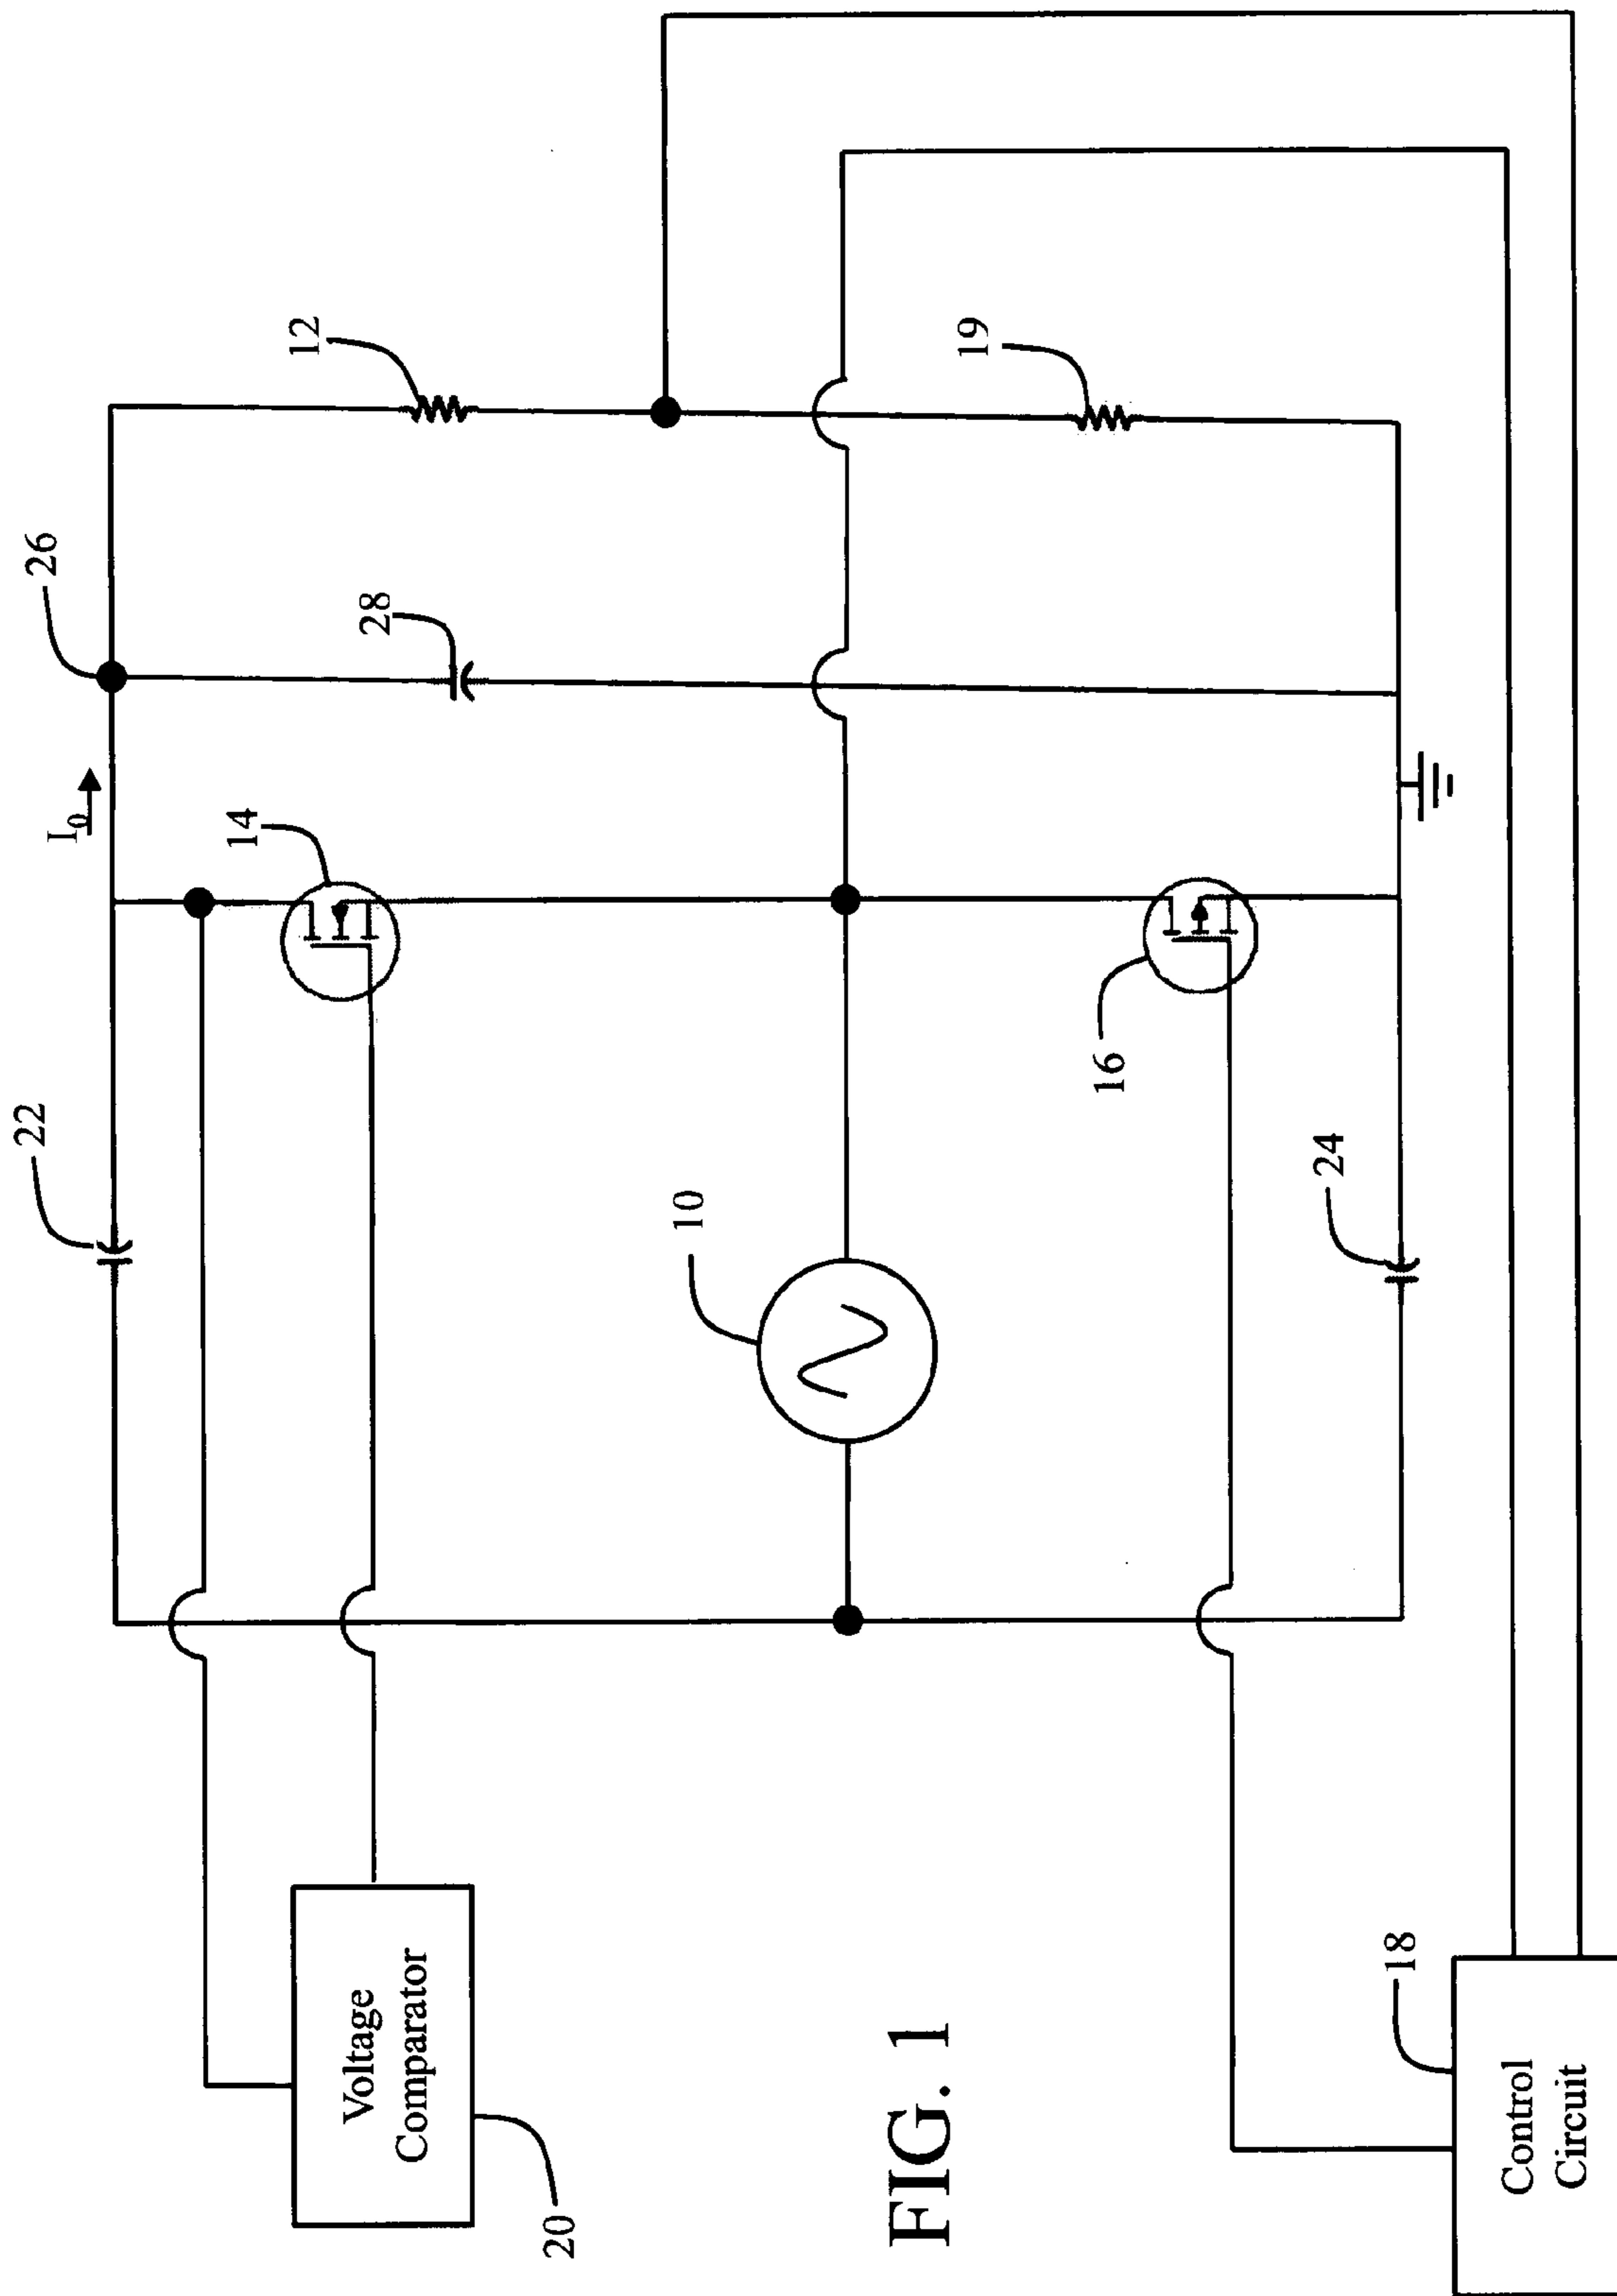 22
26
I0
14
12
28
10
19
16
24
Voltage
Comparator
20
18
Control
Circuit
FIG. 1